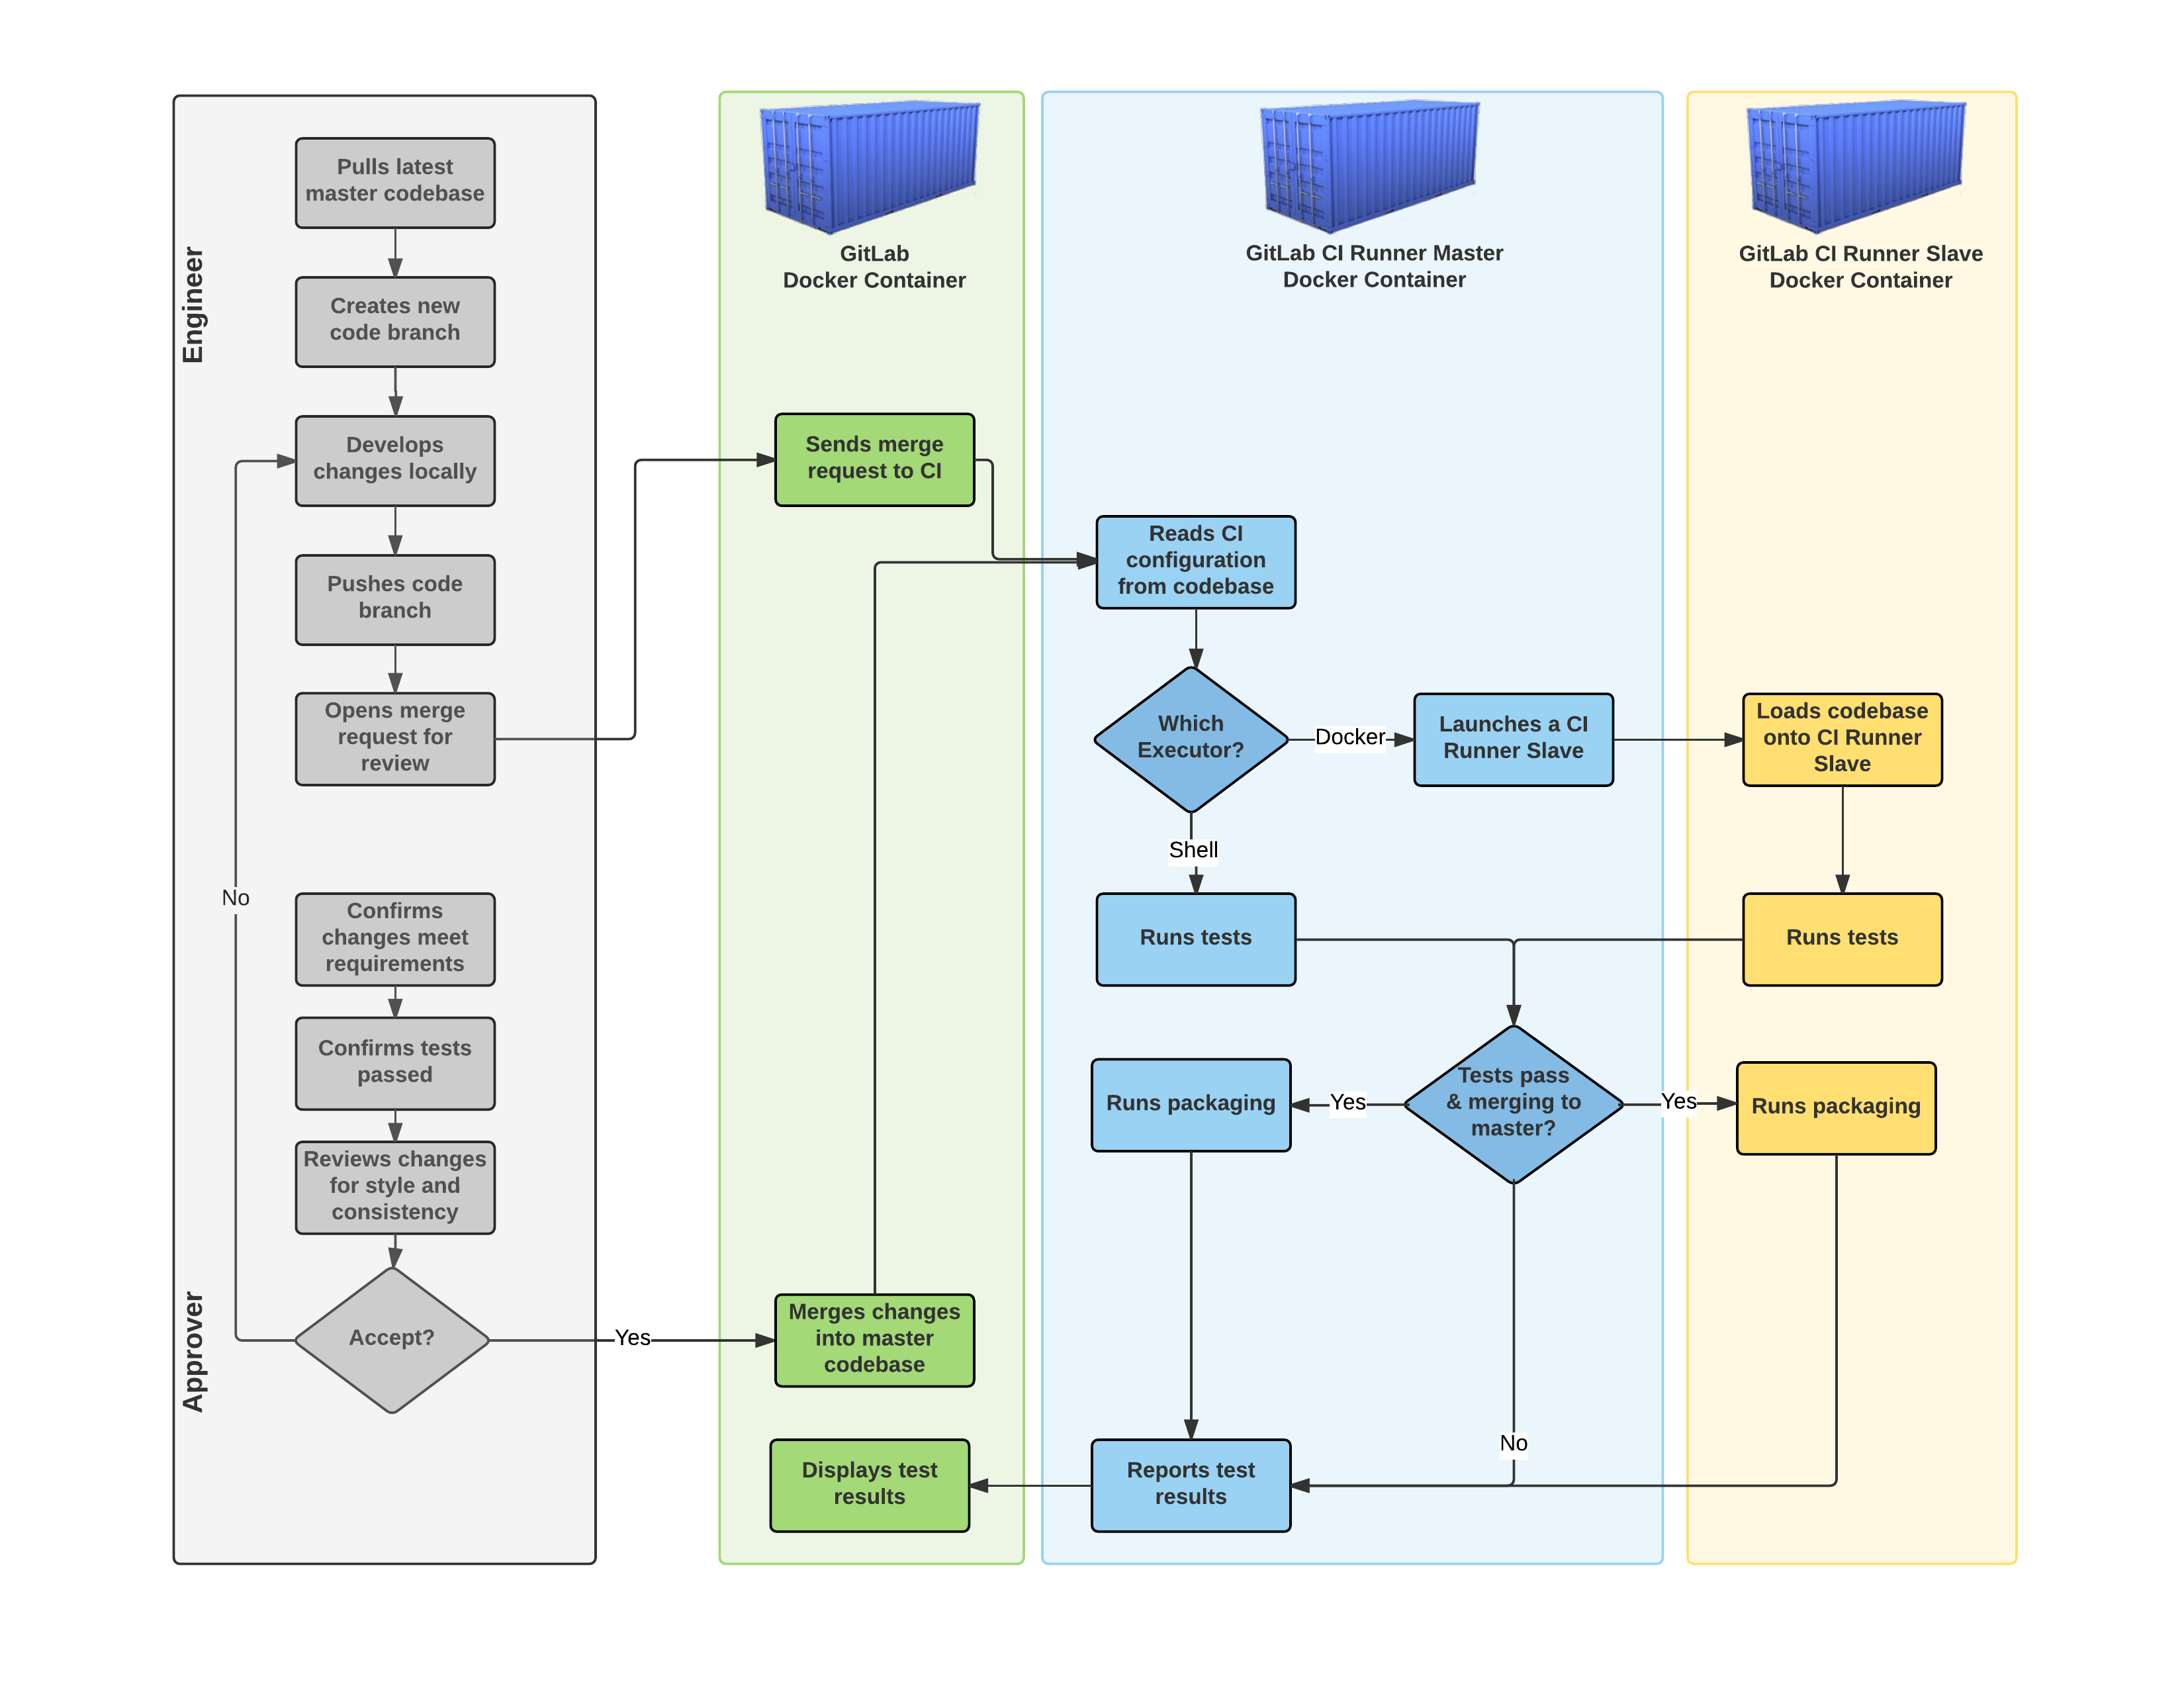 Engineer
Pulls latest
master codebase
Creates new
code branch
Develops
changes locally
Pushes code
branch
Opens merge
request for
review
No
Approver
Confirms
changes meet
requirements
Confirms tests
passed
Reviews changes
for style and
consistency
Accept?
Yes
GitLab
Docker Container
Sends merge
request to CI
Merges changes
into master
codebase
Displays test
results
GitLab CI Runner Master
Docker Container
Reads CI
configuration
from codebase
Which
Executor?
Docker
Launches a CI
Runner Slave
Shell
Runs tests
Tests pass
& merging to
master?
Yes
Runs packaging
Yes
No
Reports test
results
GitLab CI Runner Slave
Docker Container
Loads codebase
onto CI Runner
Slave
Runs tests
Runs packaging